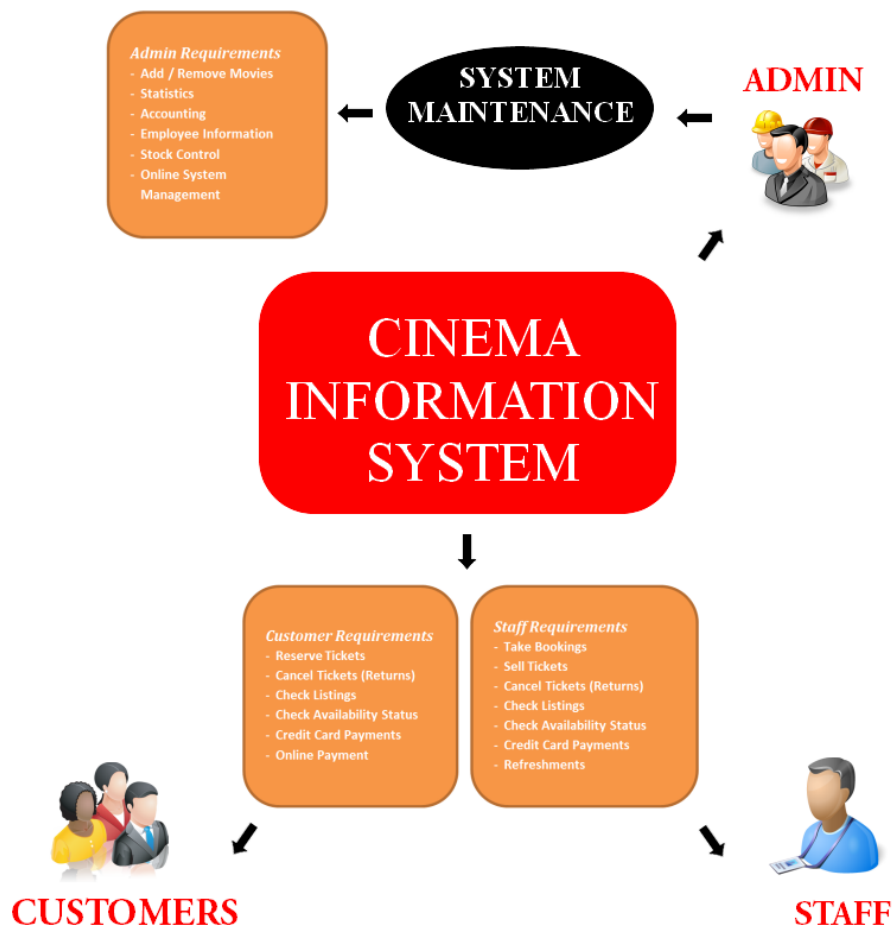 Admin Requirements
- Add / Remove Movies
- Statistics
- Accounting
- Employee Information
- Stock Control
- Online System
Management
SYSTEM
MAINTENANCE
ADMIN
CINEMA
INFORMATION
SYSTEM
Customer Requirements
- Reserve Tickets
- Cancel Tickets (Returns)
- Check Listings
- Check Availability Status
- Credit Card Payments
- Online Payment
Staff Requirements
- Take Bookings
- Sell Tickets
- Cancel Tickets (Returns)
- Check Listings
- Check Availability Status
- Credit Card Payments
- Refreshments
CUSTOMERS
STAFF